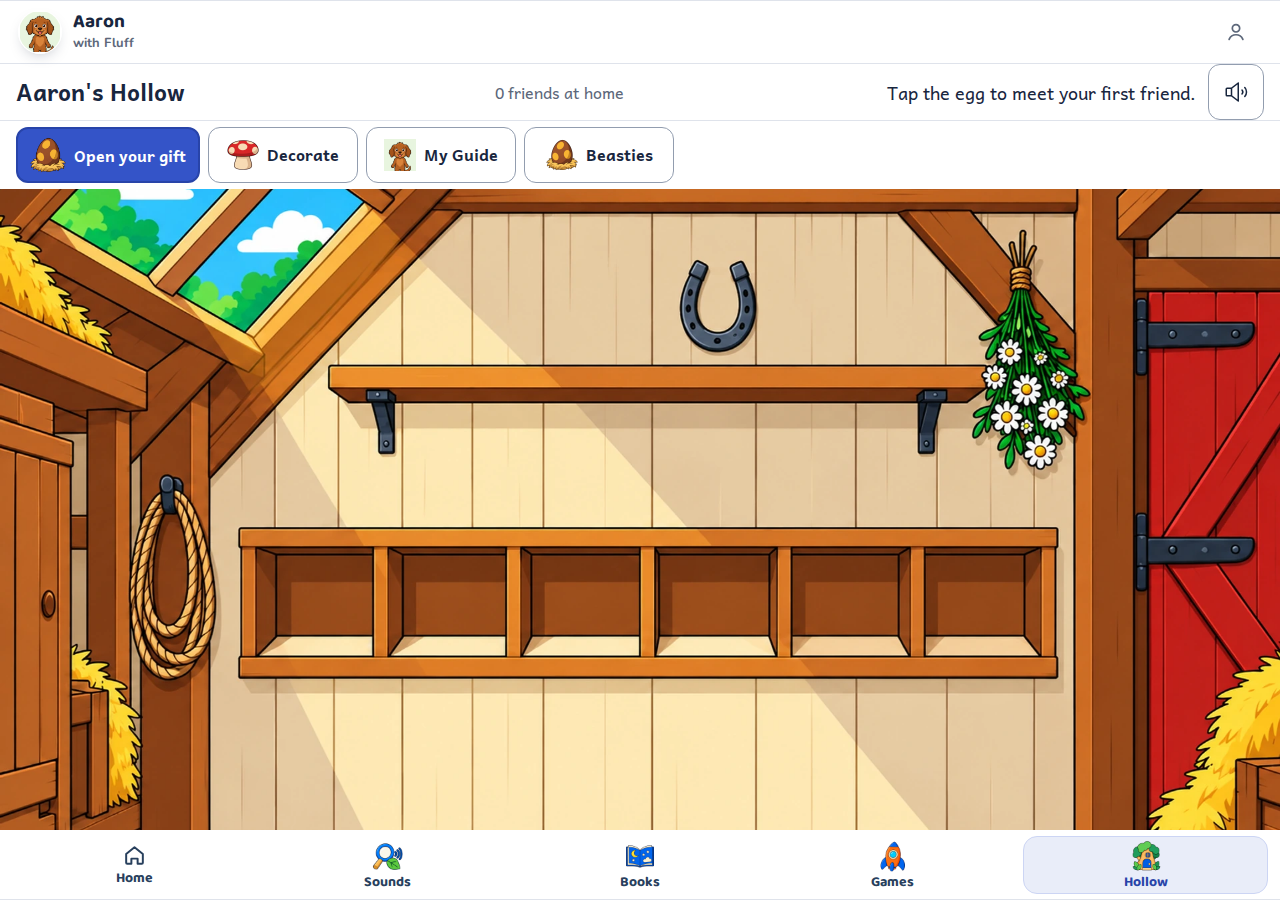 Aaron
with Fluff
Aaron's Hollow
0 friends at home
Tap the egg to meet your first friend.
Open your gift
Decorate
My Guide
Beasties
Home
Sounds
Books
Games
Hollow